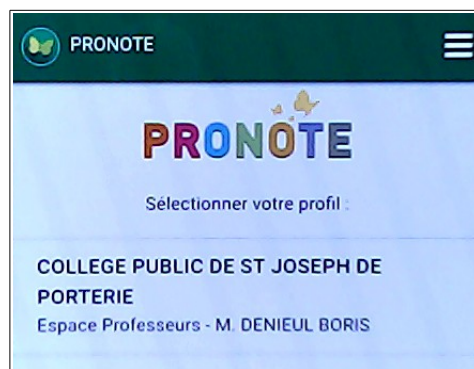 PRONOTE
PRONOTE
Sélectionner votre profil :
COLLEGE PUBLIC DE ST JOSEPH DE
PORTERIE
Espace Professeurs - M. DENIEUL BORIS